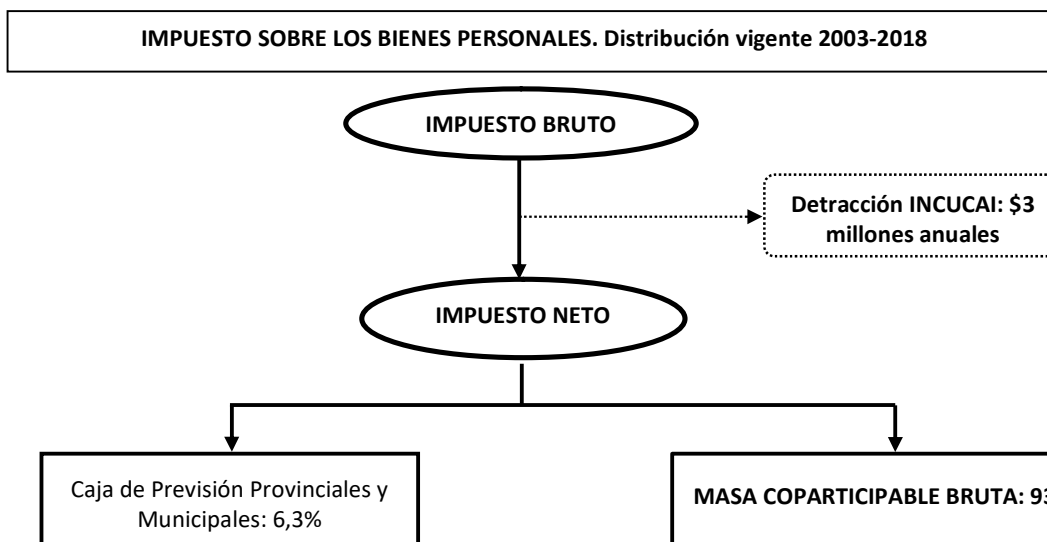 IMPUESTO SOBRE LOS BIENES PERSONALES. Distribución vigente 2003-2018
IMPUESTO BRUTO
Detracción INCUCAI: $3
millones anuales
IMPUESTO NETO
Caja de Previsión Provinciales y
Municipales: 6,3%
MASA COPARTICIPABLE BRUTA: 93